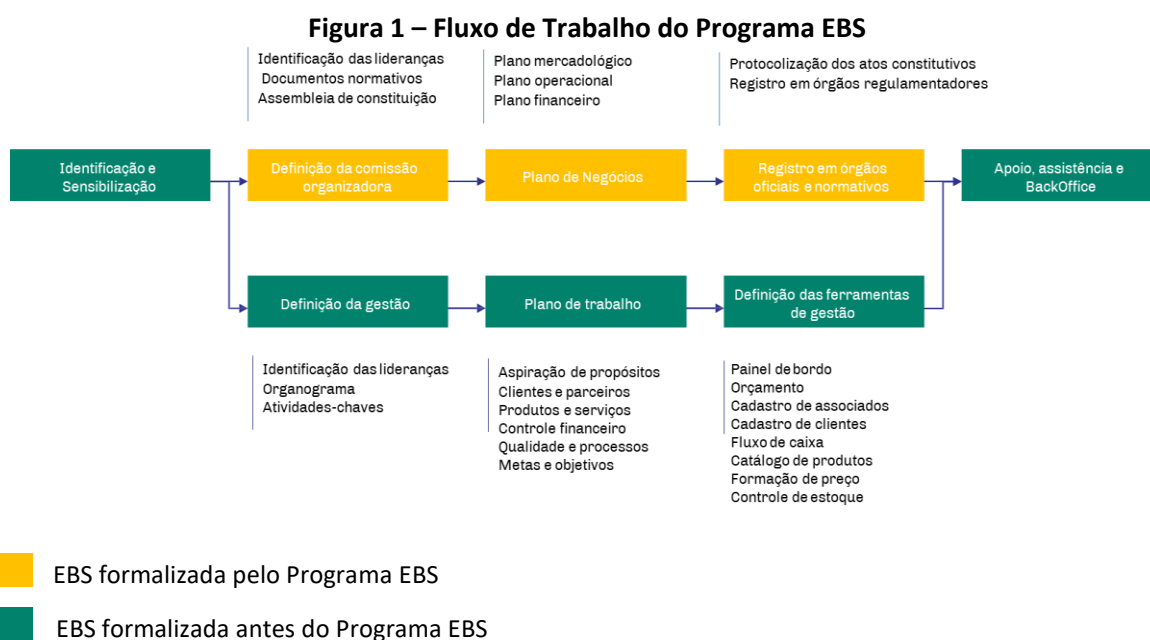 Figura 1 – Fluxo de Trabalho do Programa EBS
Identificação das lideranças
Documentos normativos
Assembleia de constituição
Plano mercadológico
Plano operacional
Plano financeiro
Protocolização dos atos constitutivos
Registro em órgãos regulamentadores
Identificação e
Sensibilização
Definição da comissão
organizadora
Plano de Negócios
Registro em órgãos
oficiais e normativos
Apoio, assistência e
BackOffice
Definição da gestão
Plano de trabalho
Definição das ferramentas
de gestão
Identificação das lideranças
Organograma
Atividades-chaves
Aspiração de propósitos
Clientes e parceiros
Produtos e serviços
Controle financeiro
Qualidade e processos
Metas e objetivos
Painel de bordo
Orçamento
Cadastro de associados
Cadastro de clientes
Fluxo de caixa
Catálogo de produtos
Formação de preço
Controle de estoque
EBS formalizada pelo Programa EBS
EBS formalizada antes do Programa EBS